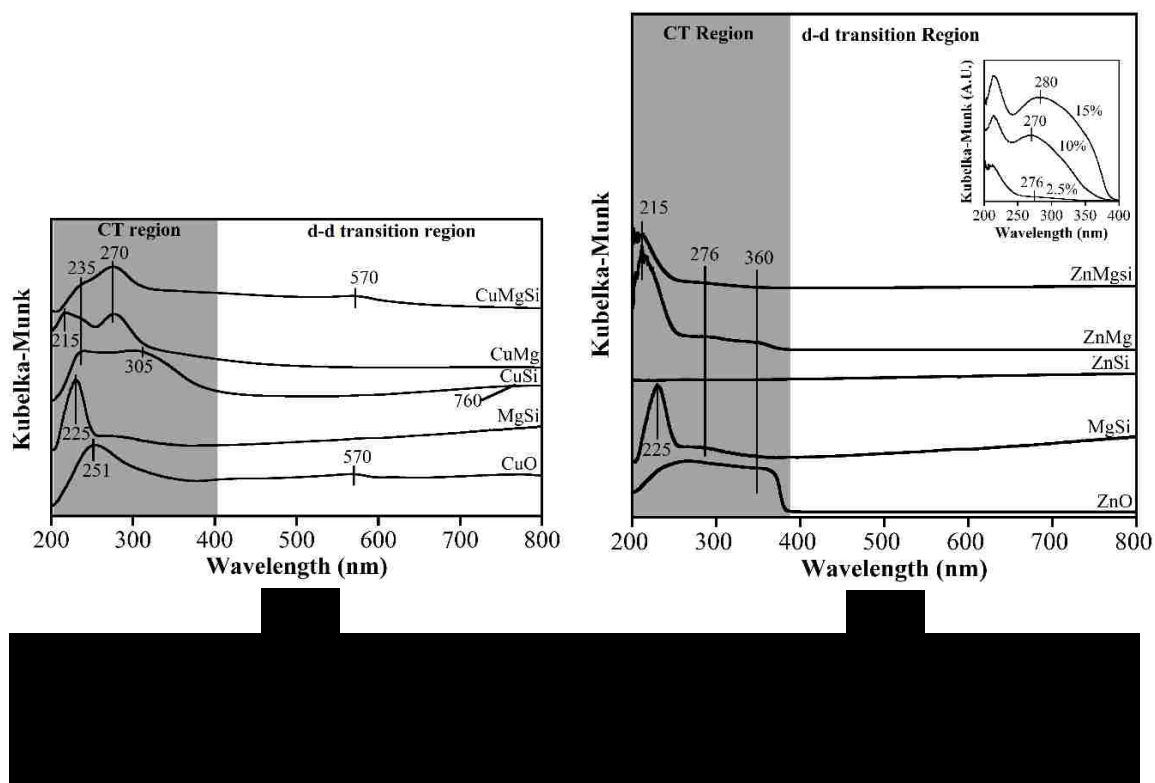 CT region
d-d transition region
235
270
570
CuMgSi
215
CuMg
305
CuSi
760
MgSi
225
CuO
251
570
Kubelka-Munk
200 300 400 500 600 700 800
Wavelength (nm)
CT Region
d-d transition Region
Kubelka-Munk (A.U.)
280
15%
270
10%
276
2.5%
200 250 300 350 400
Wavelength (nm)
215
276
360
ZnMgsi
ZnMg
ZnSi
MgSi
225
ZnO
Kubelka-Munk
200 300 400 500 600 700 800
Wavelength (nm)